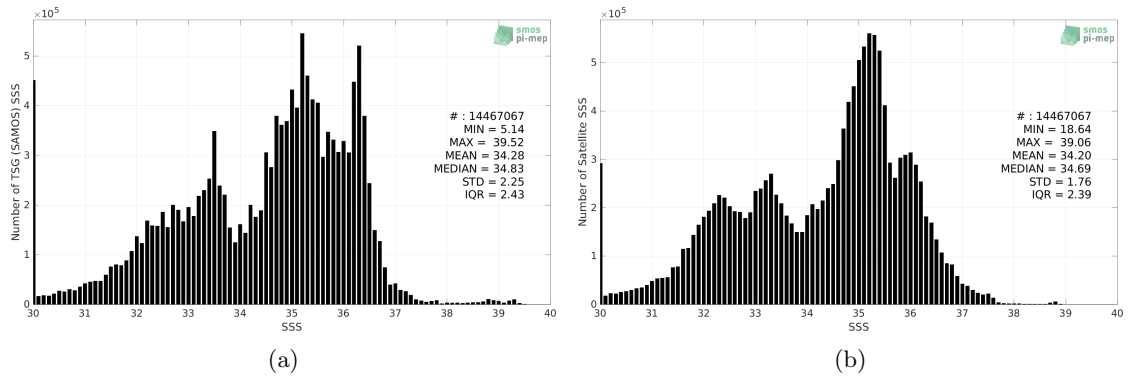 ×10⁵
smos
pi-mep
Number of TSG (SAMOS) SSS
5
4
3
2
1
0
# : 14467067
MIN = 5.14
MAX = 39.52
MEAN = 34.28
MEDIAN = 34.83
STD = 2.25
IQR = 2.43
30 31 32 33 34 35 36 37 38 39 40
SSS
(a)
×10⁵
smos
pi-mep
Number of Satellite SSS
5
4
3
2
1
0
# : 14467067
MIN = 18.64
MAX = 39.06
MEAN = 34.20
MEDIAN = 34.69
STD = 1.76
IQR = 2.39
30 31 32 33 34 35 36 37 38 39 40
SSS
(b)